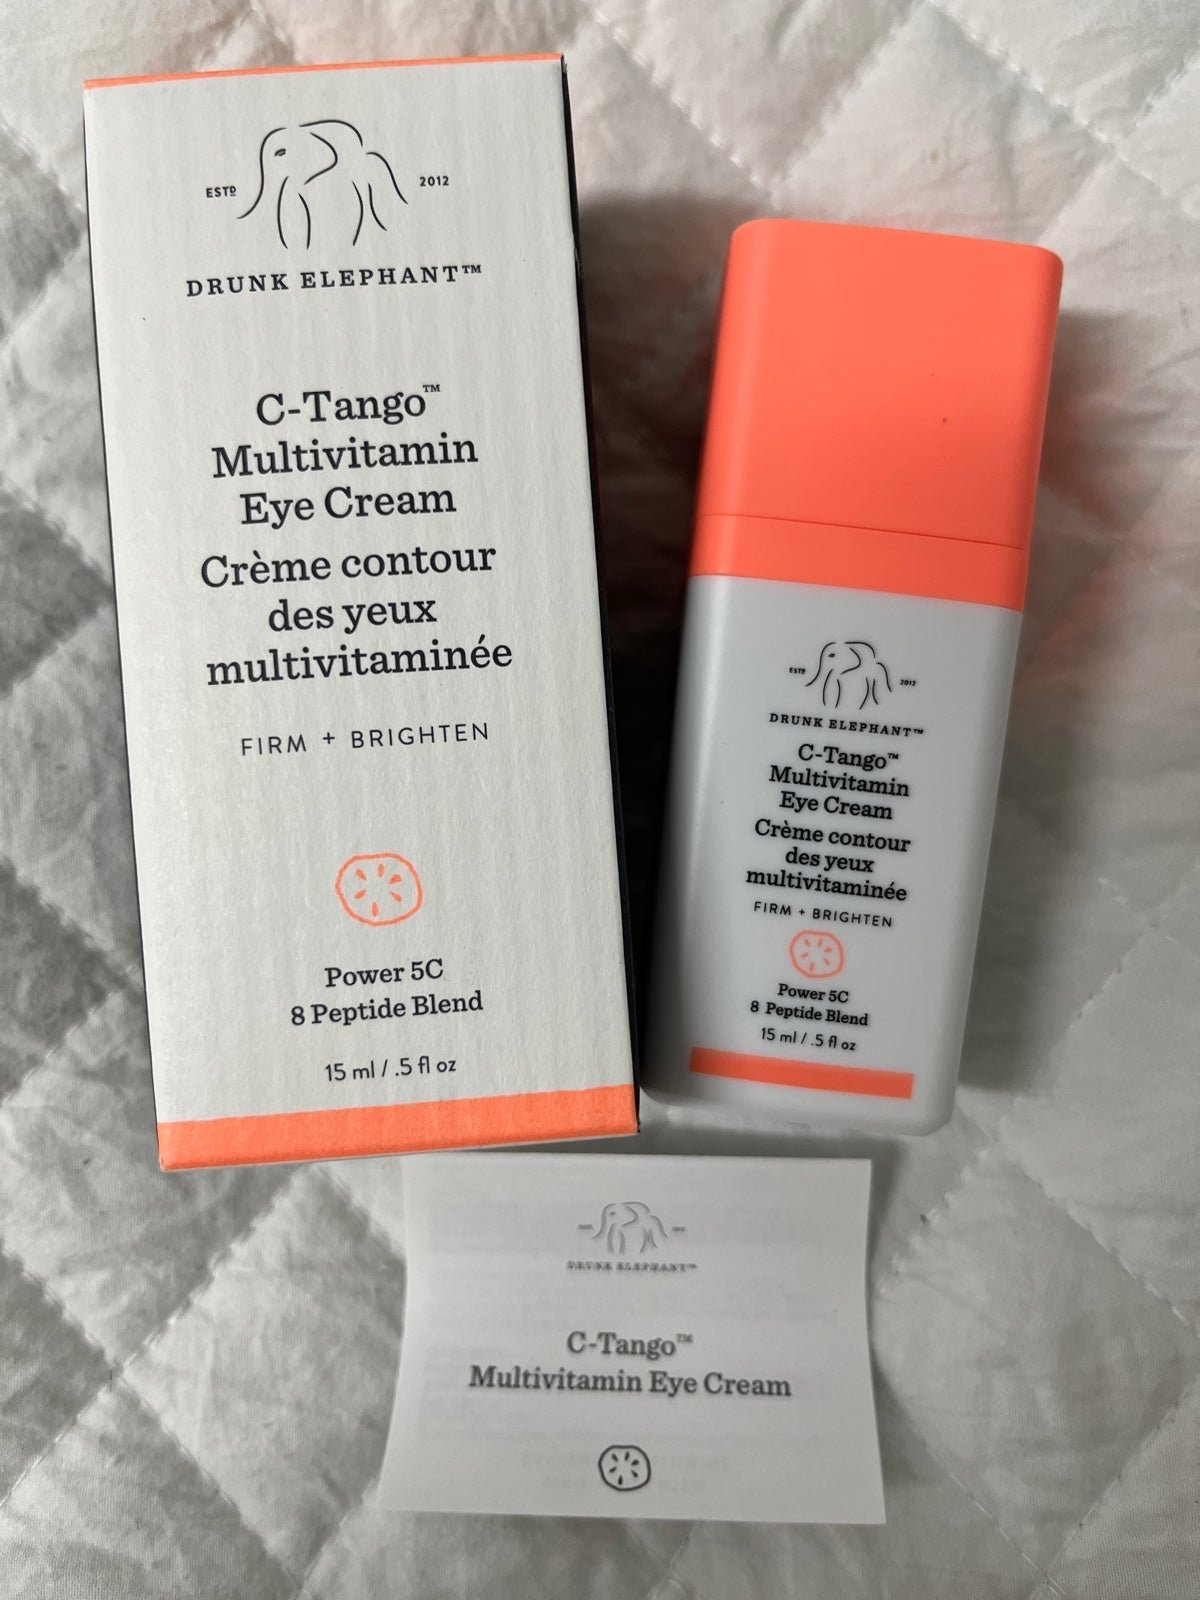 ESTD 2012
DRUNK ELEPHANT™
C-Tango™
Multivitamin
Eye Cream
Crème contour
des yeux
multivitaminée
FIRM + BRIGHTEN
Power 5C
8 Peptide Blend
15 ml / .5 fl oz
ESTD 2012
DRUNK ELEPHANT™
C-Tango™
Multivitamin
Eye Cream
Crème contour
des yeux
multivitaminée
FIRM + BRIGHTEN
Power 5C
8 Peptide Blend
15 ml / .5 fl oz
DRUNK ELEPHANT™
C-Tango™
Multivitamin Eye Cream